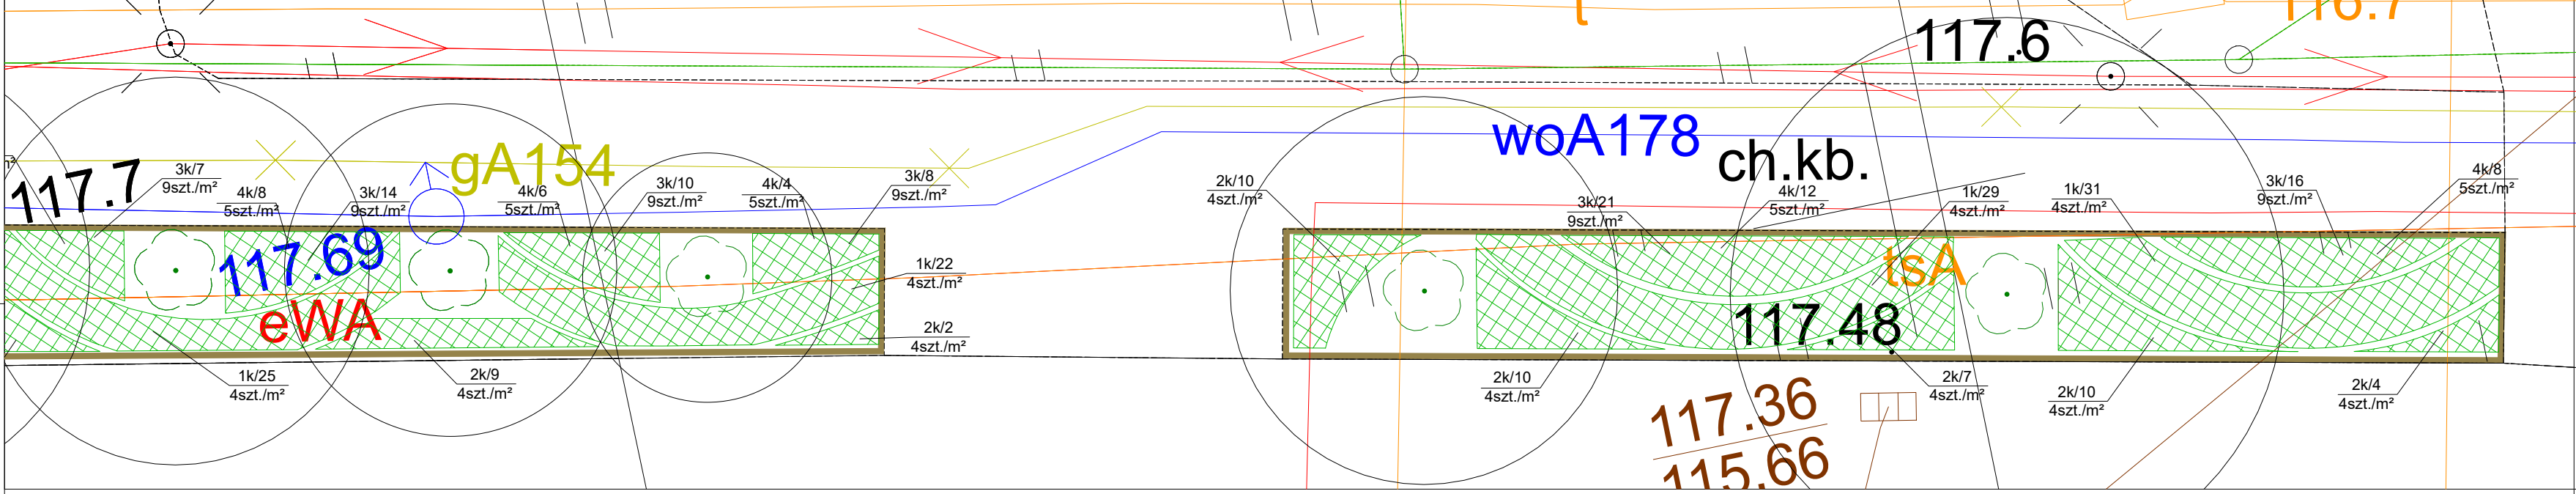 t
117.6
116.7
gA154
woA178
ch.kb.
m²
117.7
3k/7
9szt./m²
4k/8
5szt./m²
3k/14
9szt./m²
4k/6
5szt./m²
3k/10
9szt./m²
4k/4
5szt./m²
3k/8
9szt./m²
2k/10
4szt./m²
3k/21
9szt./m²
4k/12
5szt./m²
1k/29
4szt./m²
1k/31
4szt./m²
3k/16
9szt./m²
4k/8
5szt./m²
117.69
eWA
1k/22
4szt./m²
2k/2
4szt./m²
tsA
117.48
1k/25
4szt./m²
2k/9
4szt./m²
2k/10
4szt./m²
117.36
115.66
2k/7
4szt./m²
2k/10
4szt./m²
2k/4
4szt./m²